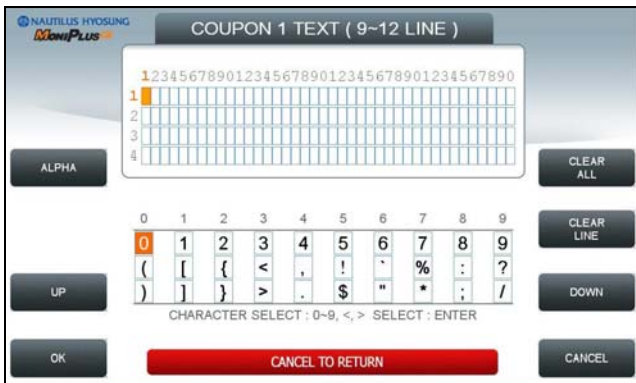 NAUTILUS HYOSUNG
MoniPlus
COUPON 1 TEXT ( 9~12 LINE )
1234567890123456789012345678901234567890
1
2
3
4
ALPHA
CLEAR ALL
0 1 2 3 4 5 6 7 8 9
CLEAR LINE
0 1 2 3 4 5 6 7 8 9
( [ { < , ! ` % : ?
UP
) ] } > . $ " * ; /
DOWN
CHARACTER SELECT : 0~9, <, > SELECT : ENTER
OK
CANCEL TO RETURN
CANCEL